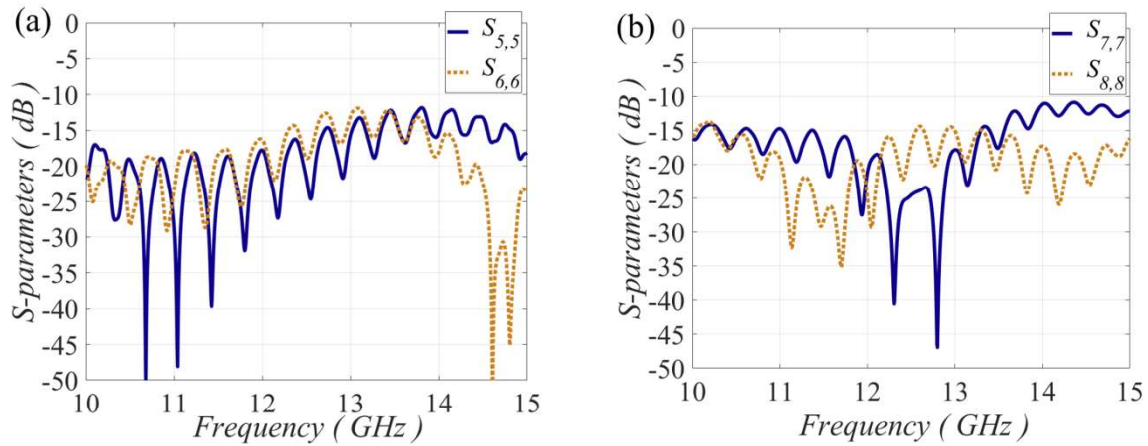 (a)
S5,5
S6,6
S-parameters ( dB )
0
-5
-10
-15
-20
-25
-30
-35
-40
-45
-50
10 11 12 13 14 15
Frequency ( GHz )
(b)
S7,7
S8,8
S-parameters ( dB )
0
-5
-10
-15
-20
-25
-30
-35
-40
-45
-50
10 11 12 13 14 15
Frequency ( GHz )